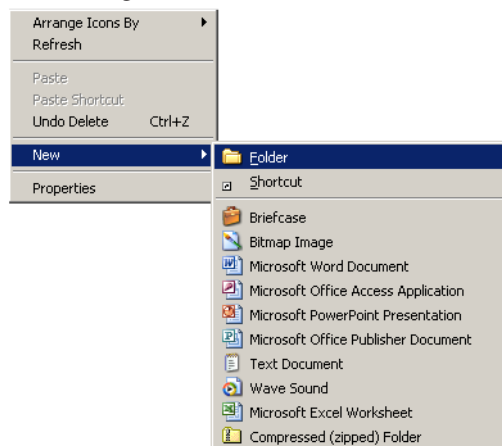 Arrange Icons By
Refresh
Paste
Paste Shortcut
Undo Delete Ctrl+Z
New
Properties
Folder
Shortcut
Briefcase
Bitmap Image
Microsoft Word Document
Microsoft Office Access Application
Microsoft PowerPoint Presentation
Microsoft Office Publisher Document
Text Document
Wave Sound
Microsoft Excel Worksheet
Compressed (zipped) Folder